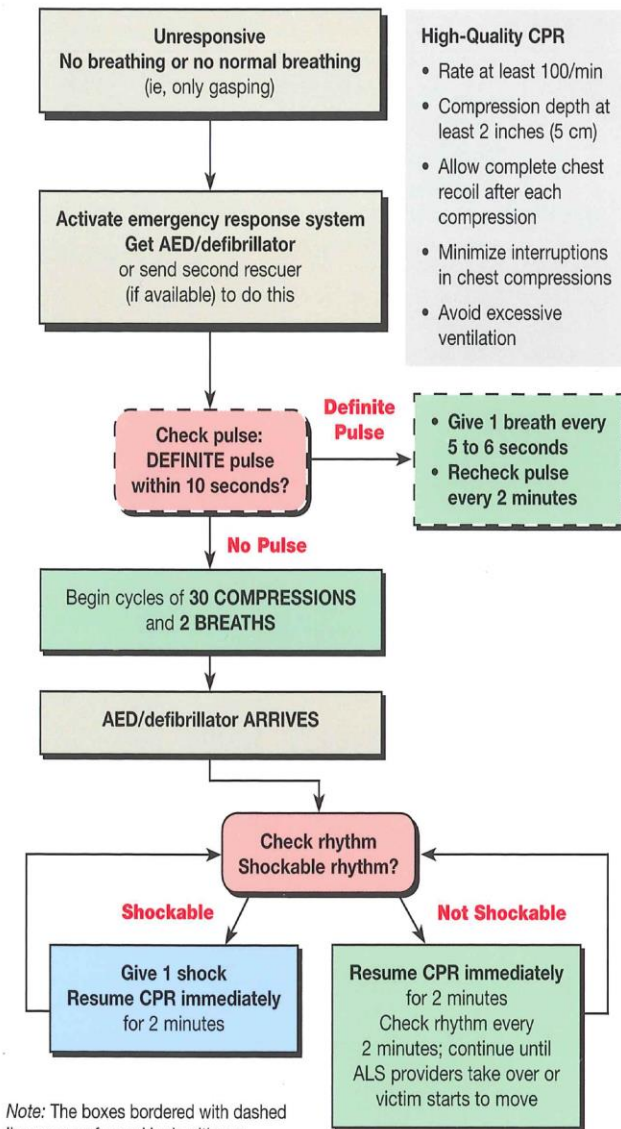 Unresponsive
No breathing or no normal breathing
(ie, only gasping)
High-Quality CPR
• Rate at least 100/min
• Compression depth at
least 2 inches (5 cm)
• Allow complete chest
recoil after each
compression
• Minimize interruptions
in chest compressions
• Avoid excessive
ventilation
Activate emergency response system
Get AED/defibrillator
or send second rescuer
(if available) to do this
Check pulse:
DEFINITE pulse
within 10 seconds?
Definite
Pulse
• Give 1 breath every
5 to 6 seconds
• Recheck pulse
every 2 minutes
No Pulse
Begin cycles of 30 COMPRESSIONS
and 2 BREATHS
AED/defibrillator ARRIVES
Check rhythm
Shockable rhythm?
Shockable
Not Shockable
Give 1 shock
Resume CPR immediately
for 2 minutes
Resume CPR immediately
for 2 minutes
Check rhythm every
2 minutes; continue until
ALS providers take over or
victim starts to move
Note: The boxes bordered with dashed